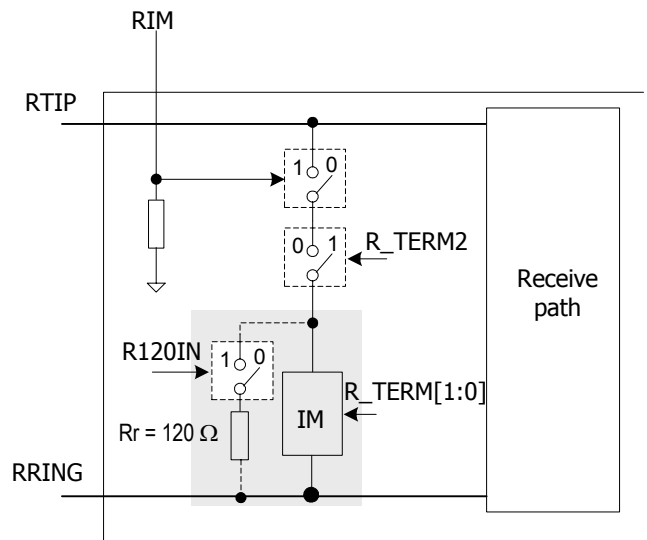 RIM
RTIP
1 0
0 1
R_TERM2
Receive
path
R120IN
1 0
R_TERM[1:0]
IM
Rr = 120 Ω
RRING